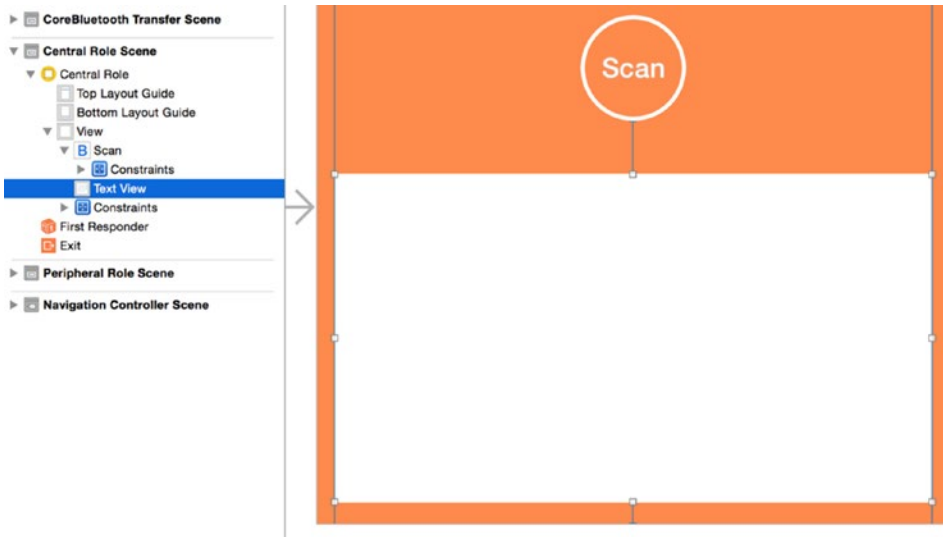 CoreBluetooth Transfer Scene
Central Role Scene
Central Role
Top Layout Guide
Bottom Layout Guide
View
B Scan
Constraints
Text View
Constraints
First Responder
Exit
Peripheral Role Scene
Navigation Controller Scene
Scan